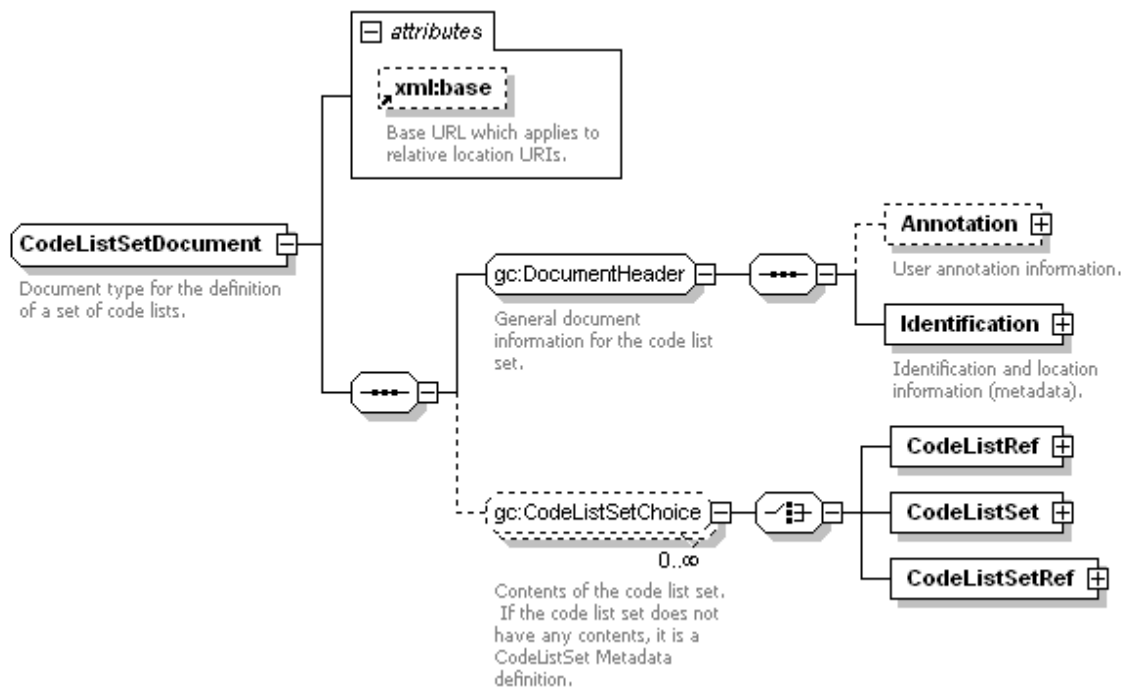 attributes
xml:base
Base URL which applies to
relative location URIs.
CodeListSetDocument
Document type for the definition
of a set of code lists.
gc:DocumentHeader
General document
information for the code list
set.
Annotation
User annotation information.
Identification
Identification and location
information (metadata).
gc:CodeListSetChoice
0..∞
Contents of the code list set.
If the code list set does not
have any contents, it is a
CodeListSet Metadata
definition.
CodeListRef
CodeListSet
CodeListSetRef